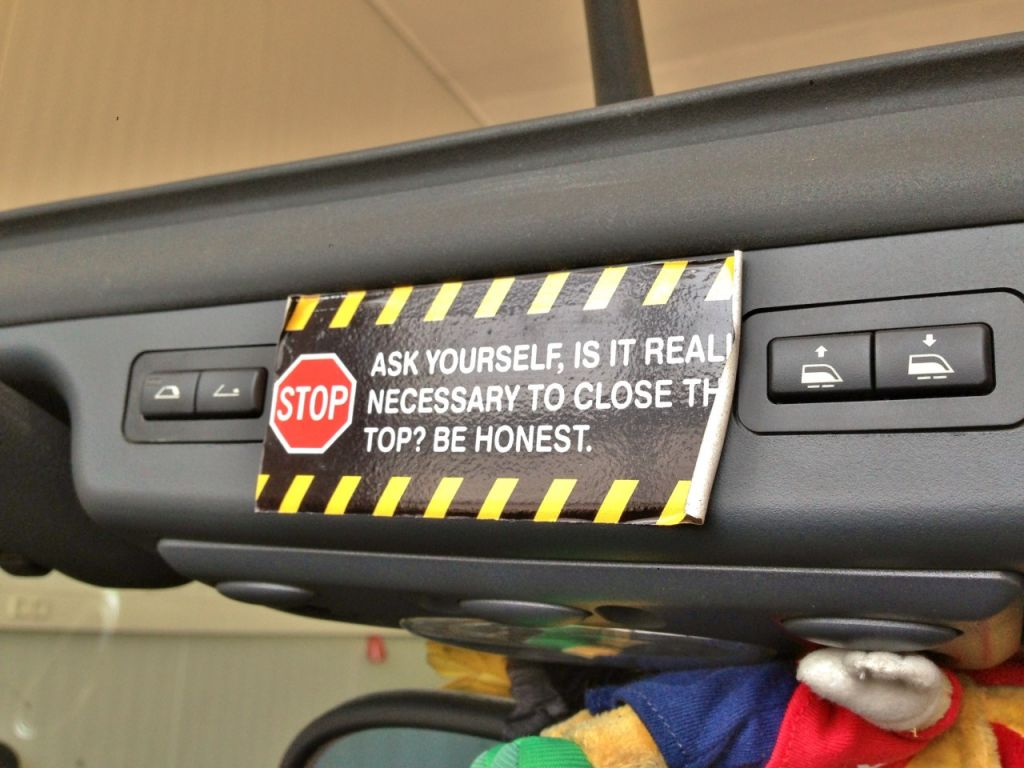 STOP
ASK YOURSELF, IS IT REAL
NECESSARY TO CLOSE TH
TOP? BE HONEST.